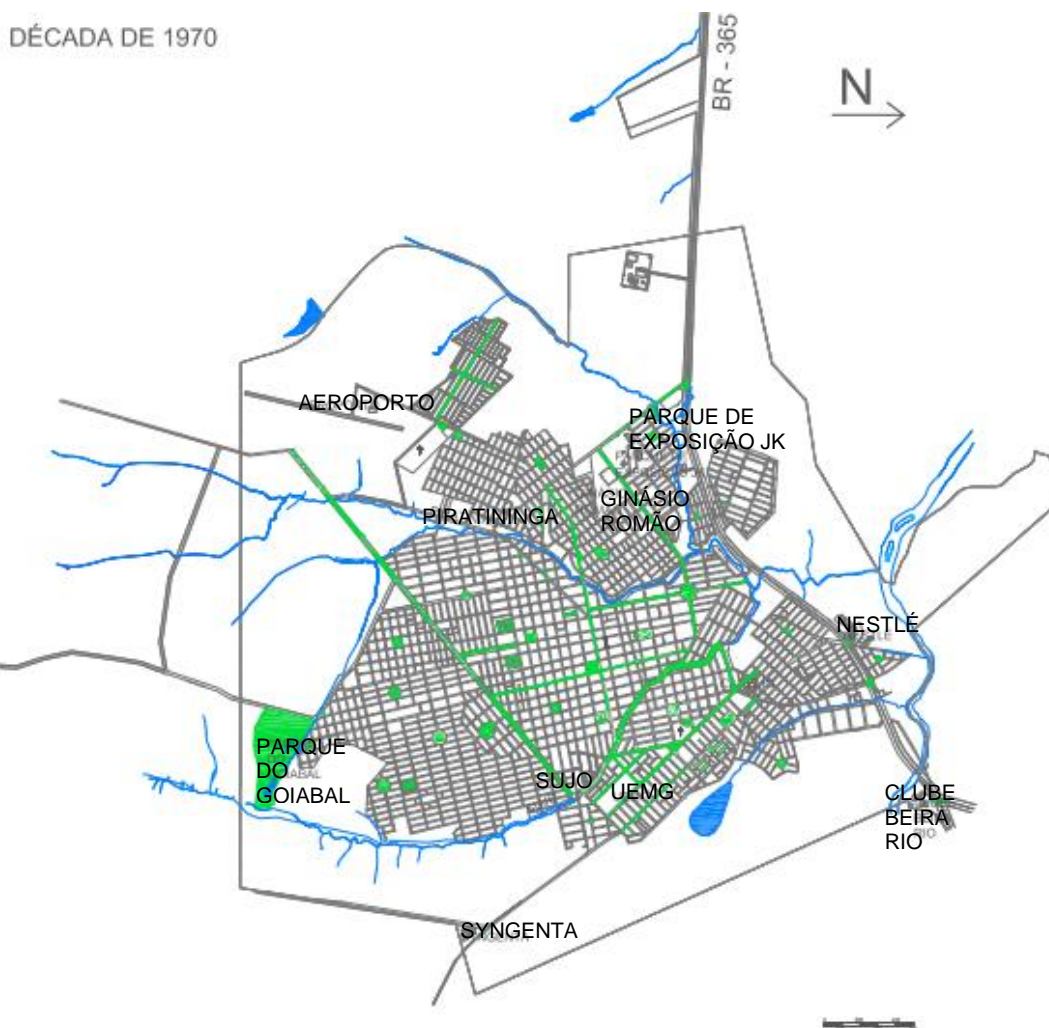 DÉCADA DE 1970
BR - 365
N
AEROPORTO
PARQUE DE
EXPOSIÇÃO JK
GINÁSIO
ROMÃO
PIRATININGA
NESTLÉ
PARQUE
DO
GOIABAL
SUJO
UEMG
CLUBE
BEIRA
RIO
SYNGENTA